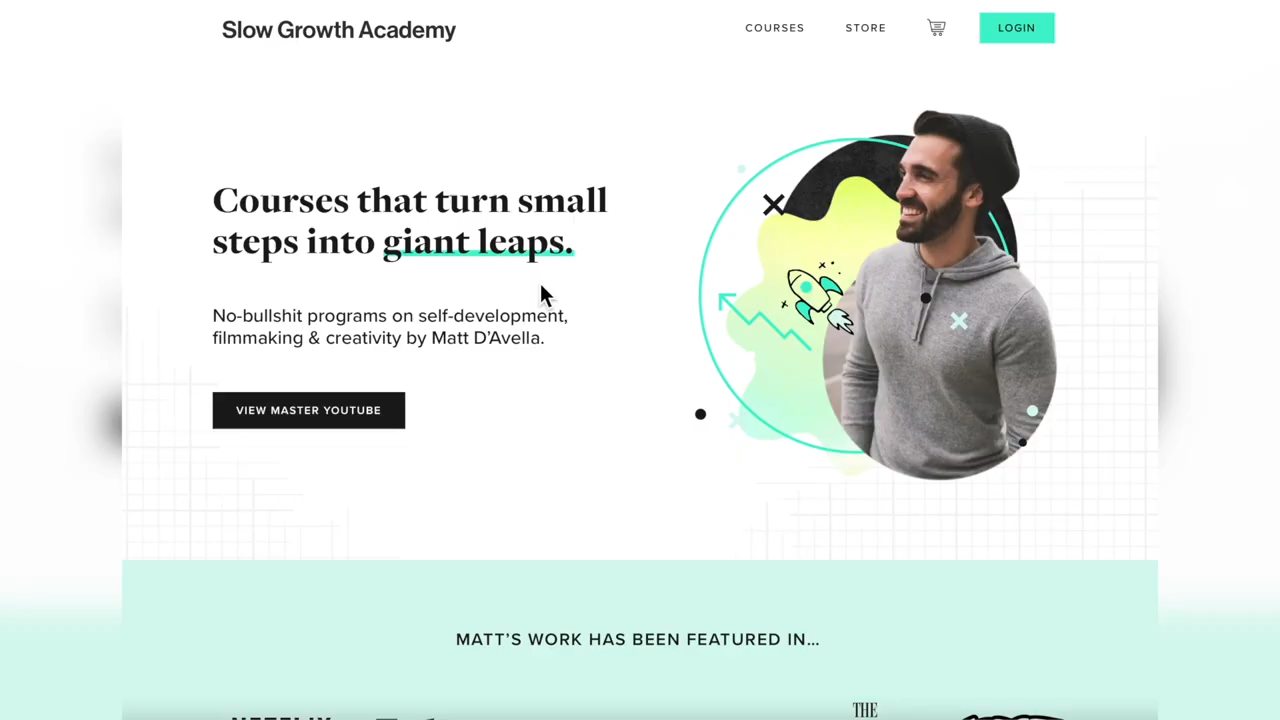 Slow Growth Academy
COURSES
STORE
LOGIN
Courses that turn small
steps into giant leaps.
No-bullshit programs on self-development,
filmmaking & creativity by Matt D'Avella.
VIEW MASTER YOUTUBE
MATT'S WORK HAS BEEN FEATURED IN...
NETFLIX
THE